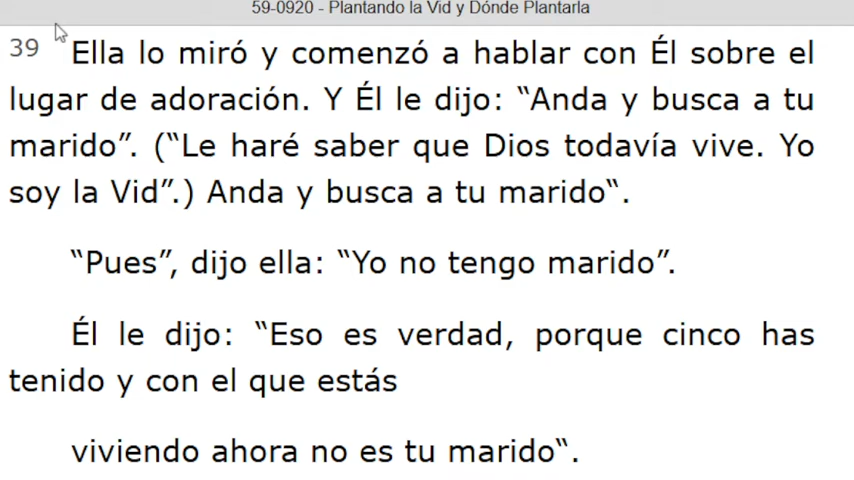 59-0920 - Plantando la Vid y Dónde Plantarla
39 Ella lo miró y comenzó a hablar con Él sobre el
lugar de adoración. Y Él le dijo: “Anda y busca a tu
marido”. (“Le haré saber que Dios todavía vive. Yo
soy la Vid”.) Anda y busca a tu marido“.
“Pues”, dijo ella: “Yo no tengo marido”.
Él le dijo: “Eso es verdad, porque cinco has
tenido y con el que estás
viviendo ahora no es tu marido“.